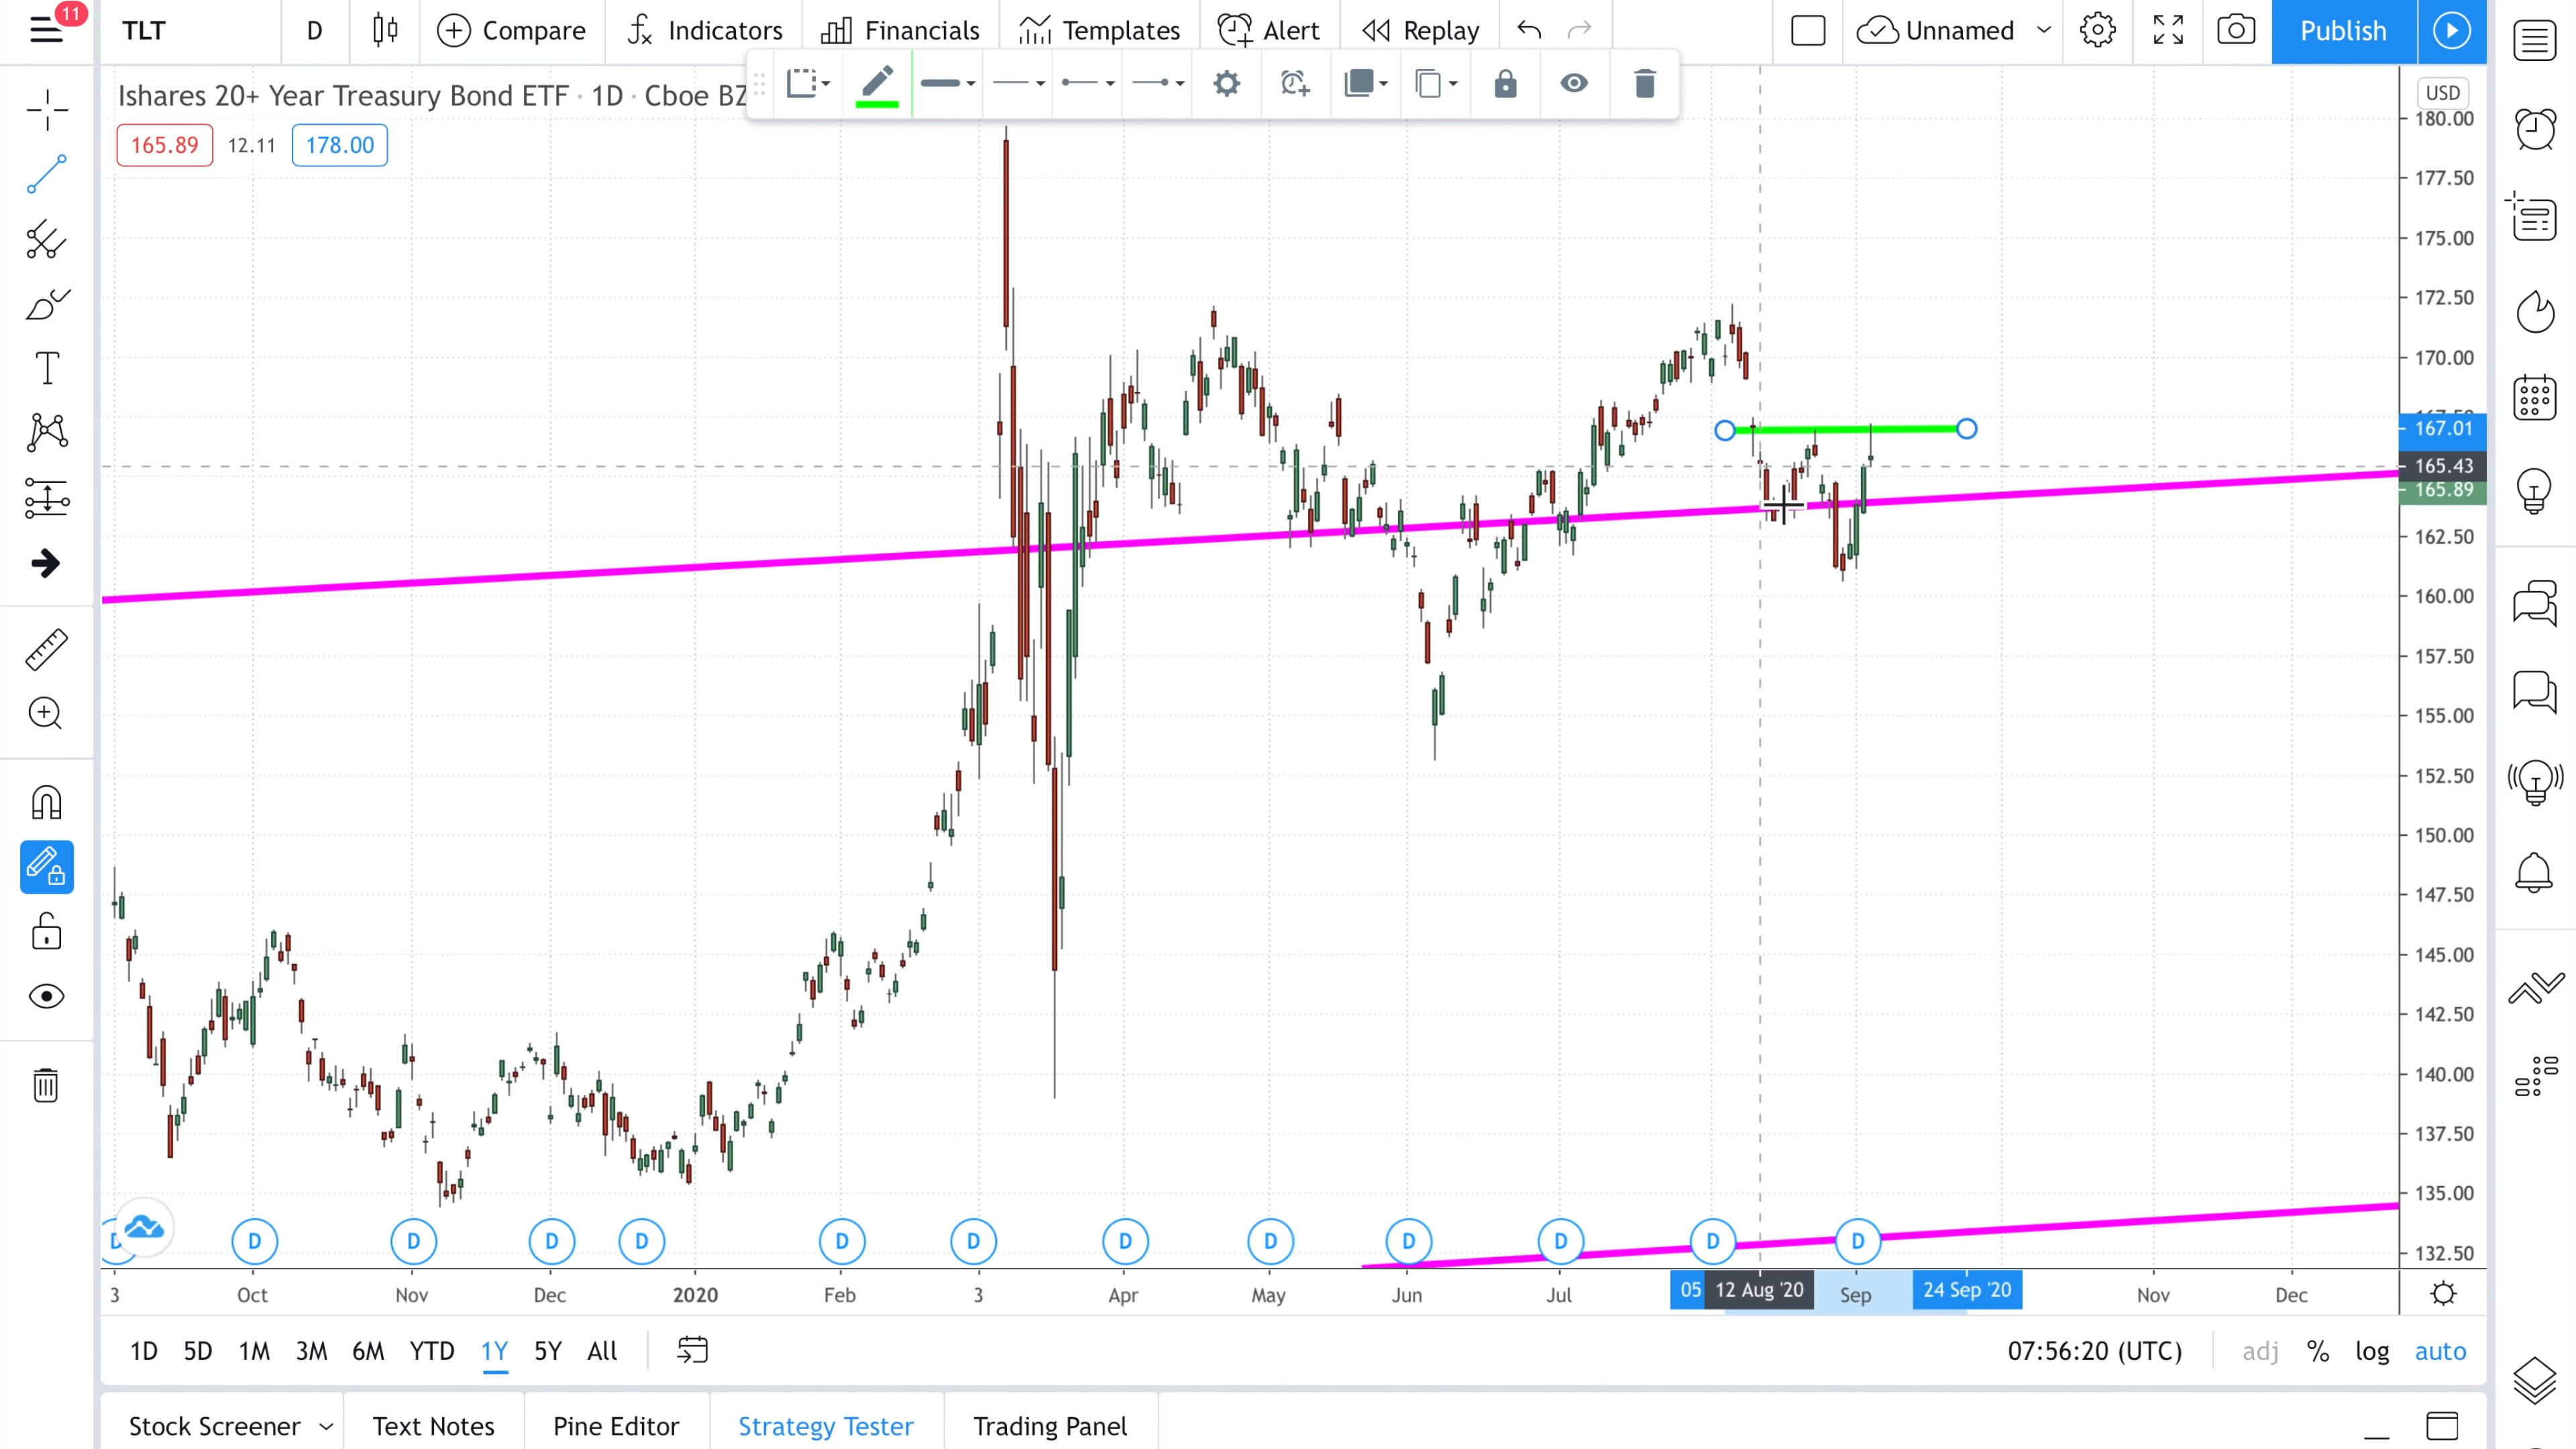 11
TLT D Compare Indicators Financials Templates Alert Replay Unnamed Publish
Ishares 20+ Year Treasury Bond ETF · 1D · Cboe BZ
165.89 12.11 178.00
USD
180.00
177.50
175.00
172.50
170.00
167.50
167.01
165.43
165.89
162.50
160.00
157.50
155.00
152.50
150.00
147.50
145.00
142.50
140.00
137.50
135.00
132.50
D D D D D D D D D D D D D
3 Oct Nov Dec 2020 Feb 3 Apr May Jun Jul 05 12 Aug '20 Sep 24 Sep '20 Nov Dec
1D 5D 1M 3M 6M YTD 1Y 5Y All 07:56:20 (UTC) adj % log auto
Stock Screener Text Notes Pine Editor Strategy Tester Trading Panel